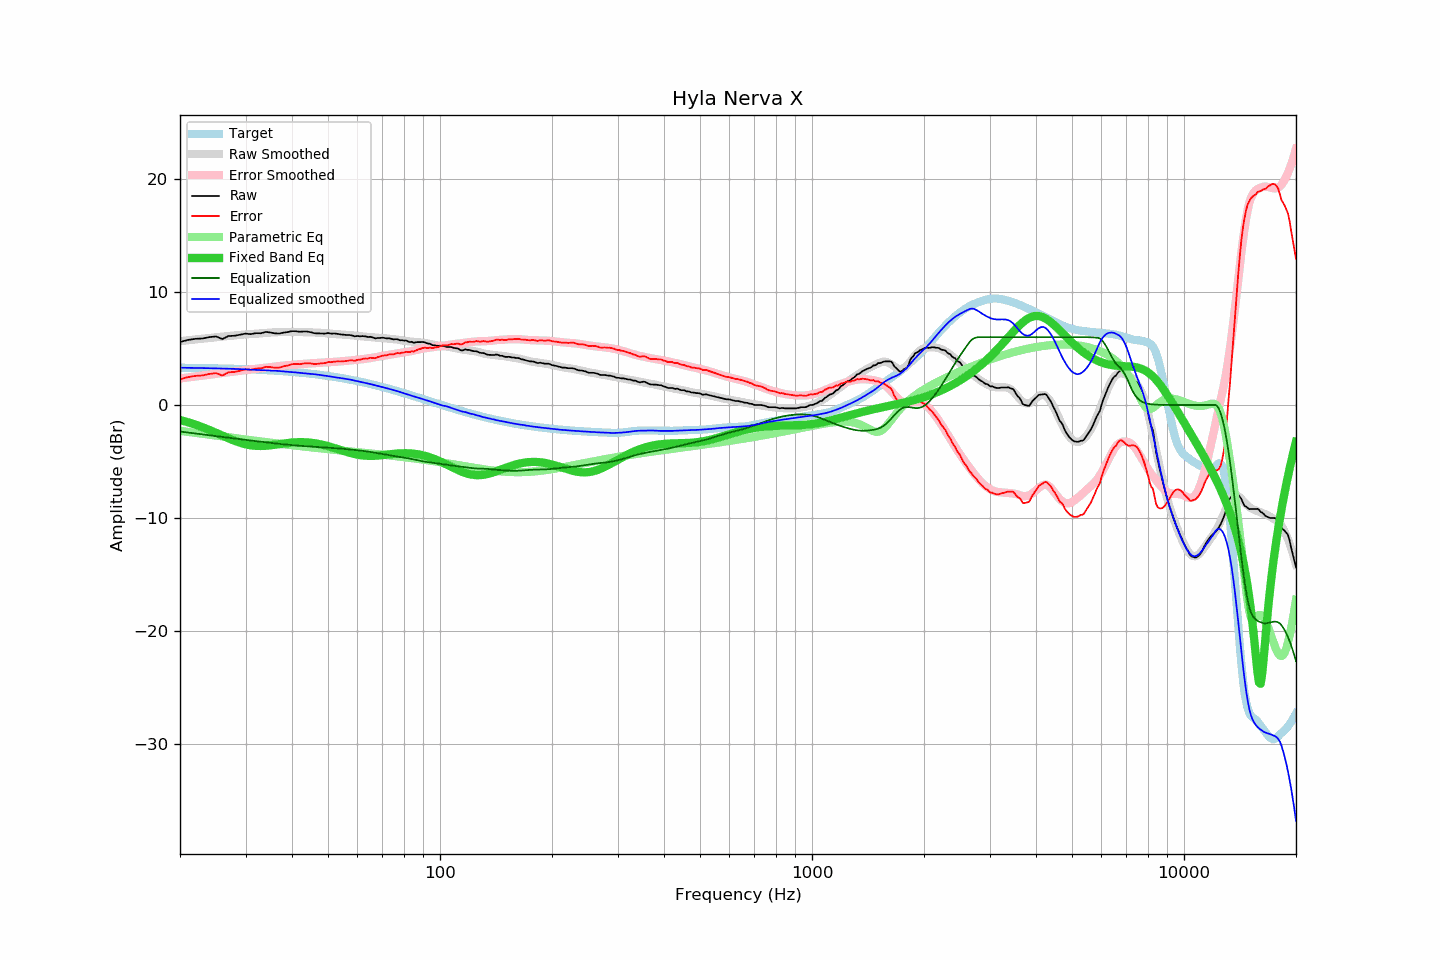 Hyla Nerva X
Target
Raw Smoothed
Error Smoothed
Raw
Error
Parametric Eq
Fixed Band Eq
Equalization
Equalized smoothed
20
10
0
−10
−20
−30
Amplitude (dBr)
100
1000
10000
Frequency (Hz)